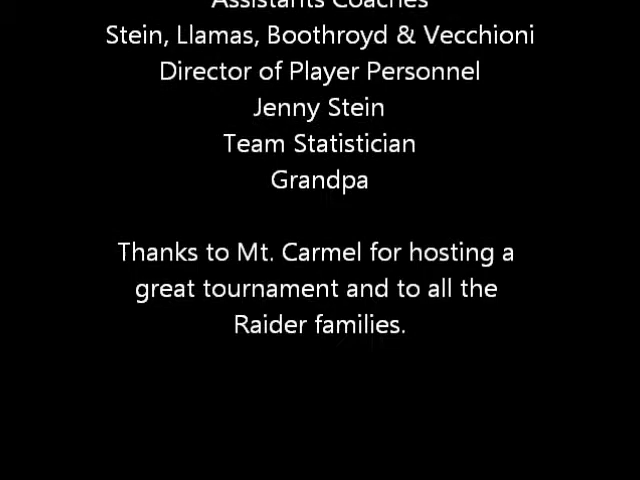 Assistants Coaches
Stein, Llamas, Boothroyd & Vecchioni
Director of Player Personnel
Jenny Stein
Team Statistician
Grandpa
Thanks to Mt. Carmel for hosting a
great tournament and to all the
Raider families.